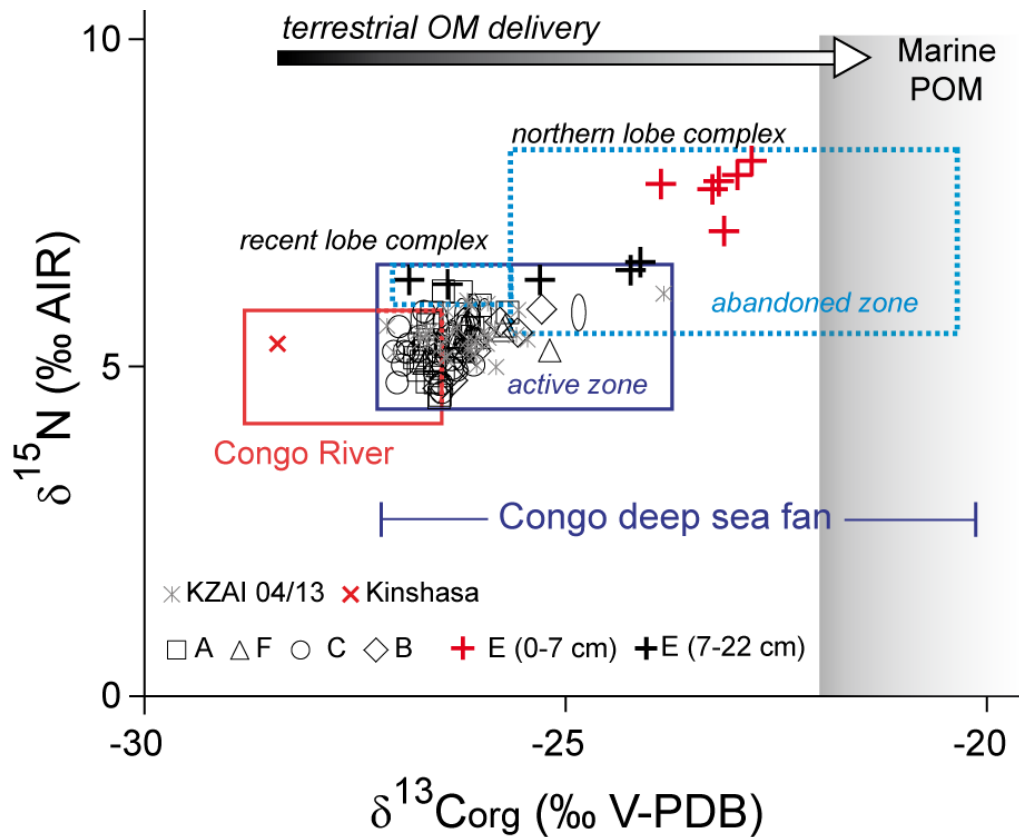 10
terrestrial OM delivery
Marine
POM
northern lobe complex
recent lobe complex
abandoned zone
5
active zone
Congo River
δ ¹⁵N (‰ AIR)
Congo deep sea fan
KZAI 04/13 Kinshasa
A F C B E (0-7 cm) E (7-22 cm)
0
-30 -25 -20
δ ¹³Corg (‰ V-PDB)